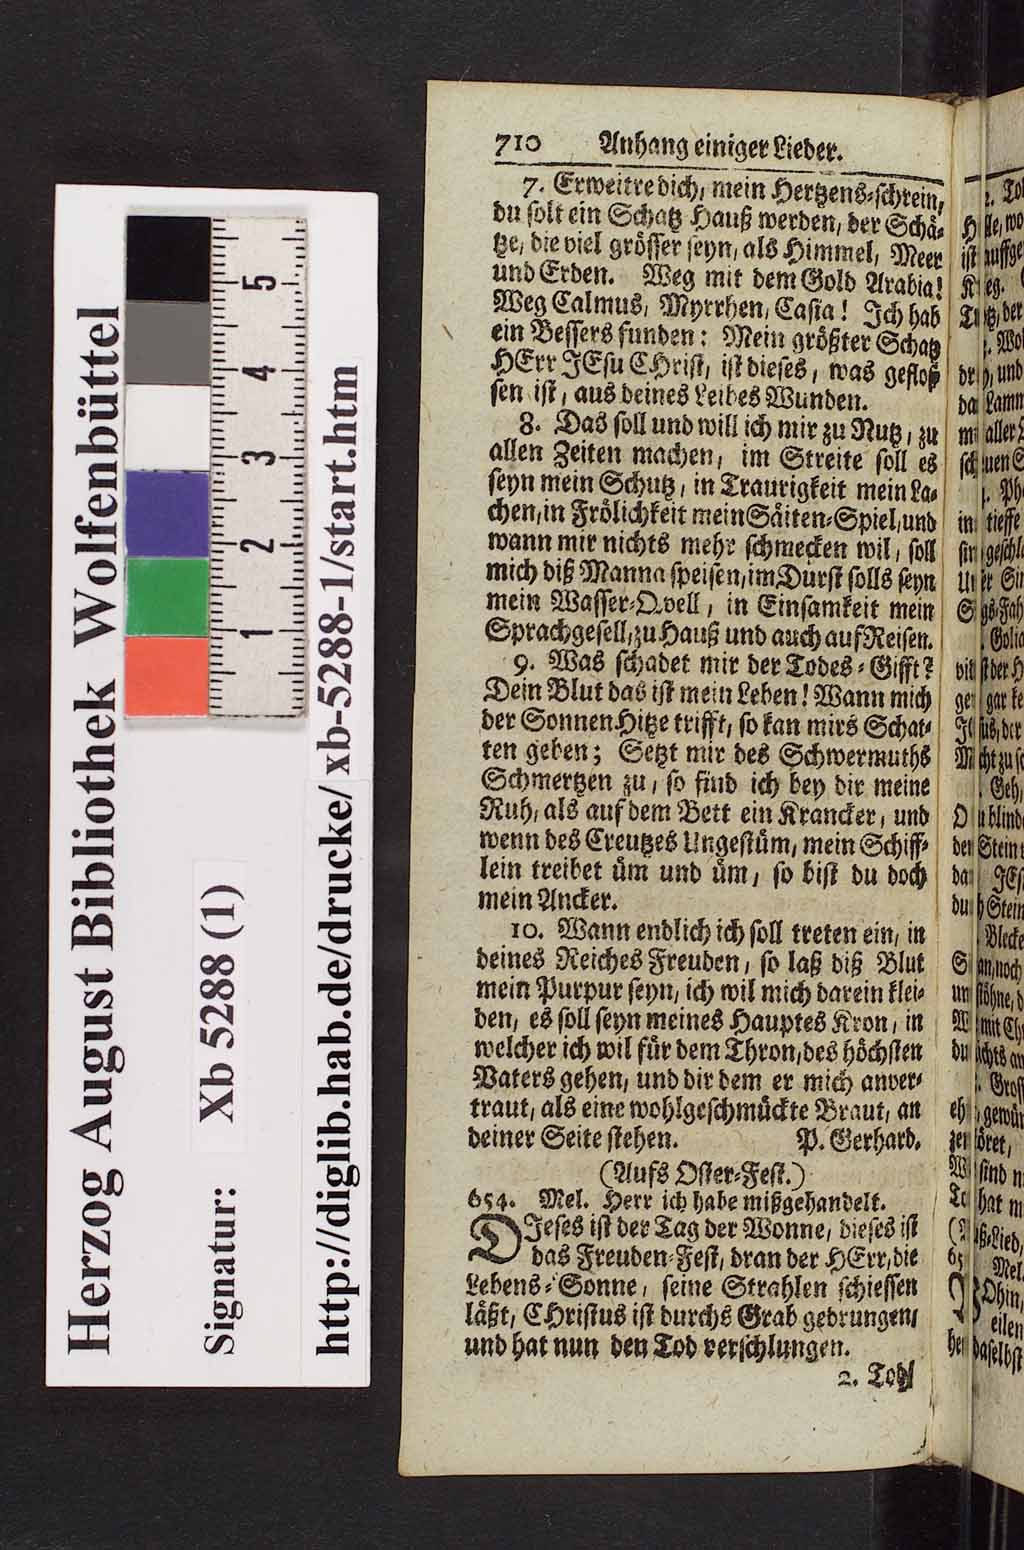 710 Anhang einiger Lieder.
7. Erweitre dich, mein Hertzens-schrein,
du solt ein Schatz Hauß werden, der Schä-
tze, die viel grösser seyn, als Himmel, Meer
und Erden. Weg mit dem Gold Arabia!
Weg Calmus, Myrrhen, Casia! Ich hab
ein Bessers funden: Mein größter Schatz
HErr JEsu CHrist, ist dieses, was geflos
sen ist, aus deines Leibes Wunden.
8. Das soll und will ich mir zu Nutz, zu
allen Zeiten machen, im Streite soll es
seyn mein Schutz, in Traurigkeit mein La-
chen, in Frölichkeit mein Säiten-Spiel, und
wann mir nichts mehr schmecken wil, soll
mich diß Manna speisen, im Durst solls seyn
mein Wasser-Qvell, in Einsamkeit mein
Sprachgesell, zu Hauß und auch auf Reisen.
9. Was schadet mir der Todes-Gifft?
Dein Blut das ist mein Leben! Wann mich
der Sonnen Hitze trifft, so kan mirs Schat-
ten geben; Setzt mir des Schwermuths
Schmertzen zu, so find ich bey dir meine
Ruh, als auf dem Bett ein Krancker, und
wenn des Creutzes Ungestüm, mein Schiff-
lein treibet üm und üm, so bist du doch
mein Ancker.
10. Wann endlich ich soll treten ein, in
deines Reiches Freuden, so laß diß Blut
mein Purpur seyn, ich wil mich darein klei-
den, es soll seyn meines Hauptes Kron, in
welcher ich wil für dem Thron, des höchsten
Vaters gehen, und dir dem er mich anver-
traut, als eine wohlgeschmückte Braut, an
deiner Seite stehen. P. Gerhard.
(Aufs Oster-Fest.)
654. Mel. Herr ich habe mißgehandelt.
DJeses ist der Tag der Wonne, dieses ist
das Freuden-Fest, dran der HErr, die
Lebens-Sonne, seine Strahlen schiessen
läßt, CHristus ist durchs Grab gedrungen,
und hat nun den Tod verschlungen.
2. Tod/
Herzog August Bibliothek Wolfenbüttel
Signatur: Xb 5288 (1)
http://diglib.hab.de/drucke/xb-5288-1/start.htm
5
4
3
2
1